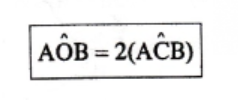 AÔB = 2(AĈB)